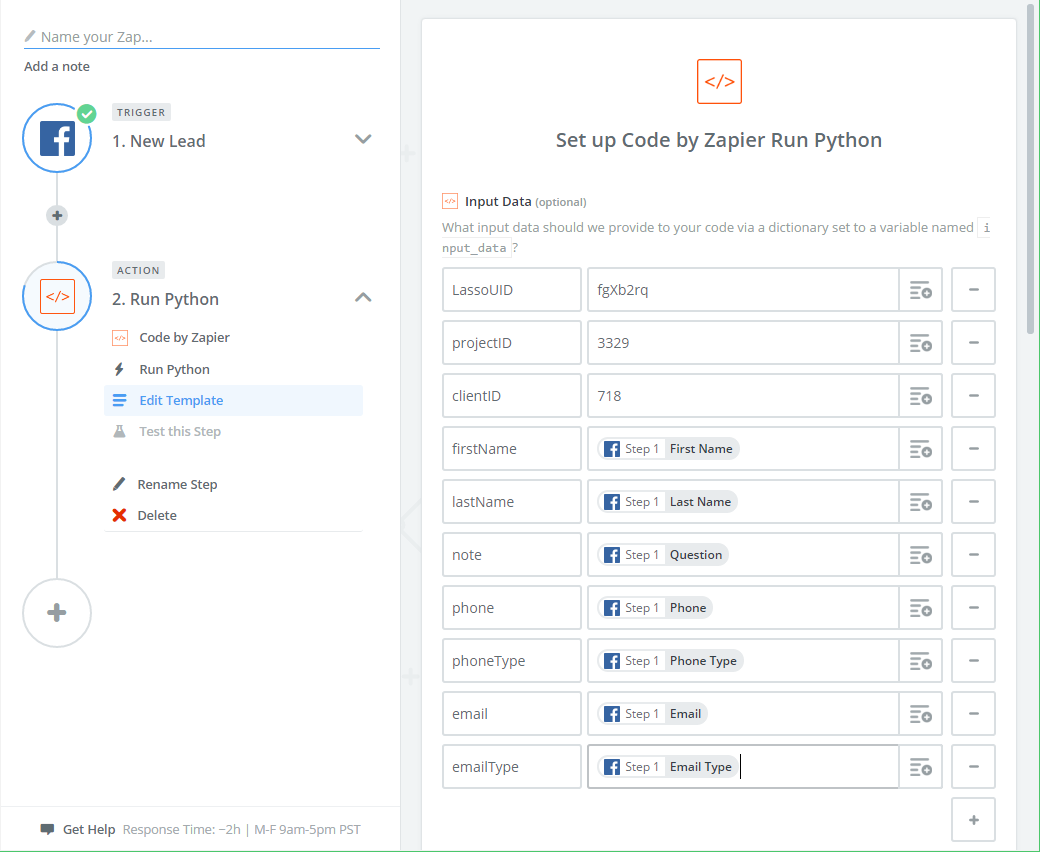 Name your Zap...
Add a note
TRIGGER
1. New Lead
ACTION
2. Run Python
</> Code by Zapier
Run Python
Edit Template
Test this Step
Rename Step
Delete
Get Help Response Time: ~2h | M-F 9am-5pm PST
</>
Set up Code by Zapier Run Python
</> Input Data (optional)
What input data should we provide to your code via a dictionary set to a variable named i
nput_data ?
LassoUID fgXb2rq
projectID 3329
clientID 718
firstName Step 1 First Name
lastName Step 1 Last Name
note Step 1 Question
phone Step 1 Phone
phoneType Step 1 Phone Type
email Step 1 Email
emailType Step 1 Email Type